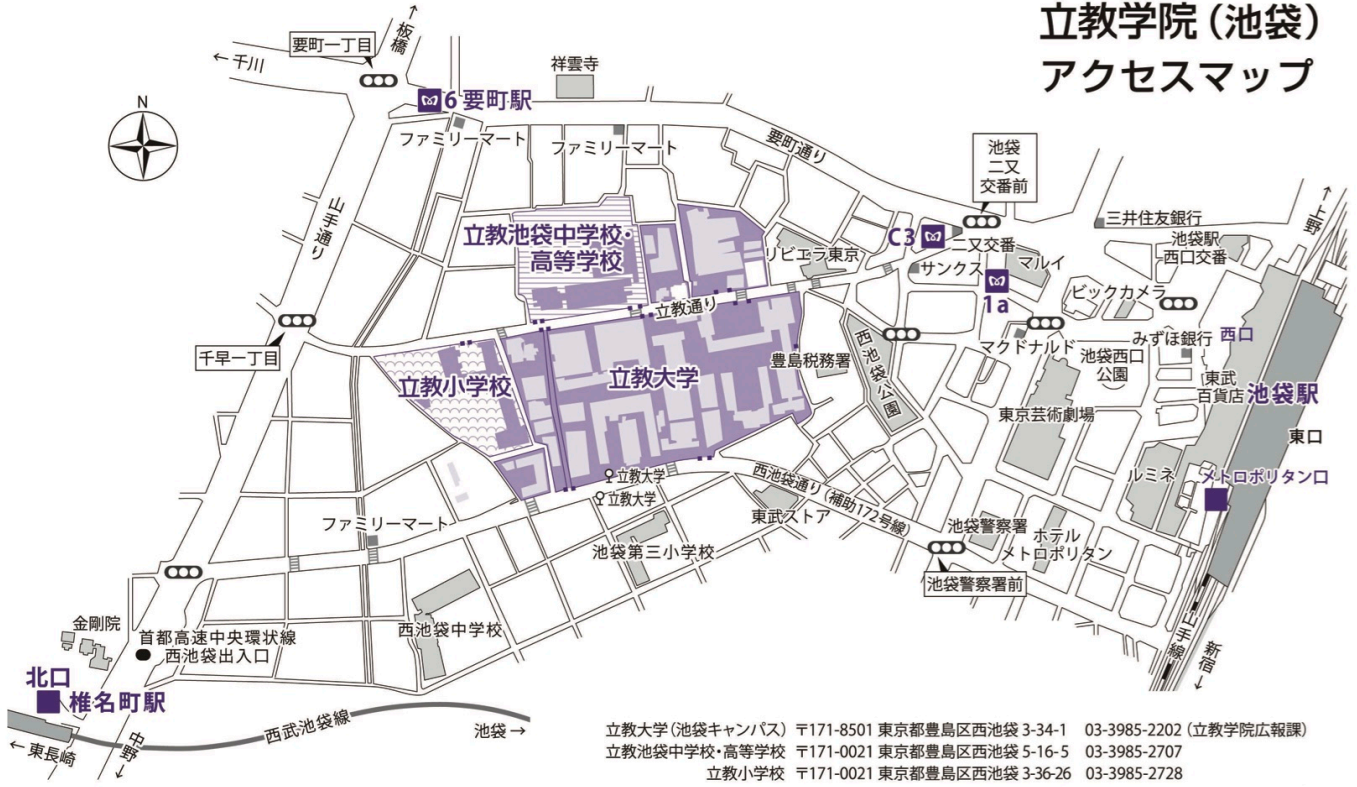 立教学院（池袋）
アクセスマップ
↑板橋
要町一丁目
←千川
N
6 要町駅
祥雲寺
ファミリーマート
ファミリーマート
要町通り
池袋
二又
交番前
↑上野
山手通り
立教池袋中学校・
高等学校
C3
二又交番
三井住友銀行
池袋駅
西口交番
リビエラ東京
サンクス
マルイ
1a
ビックカメラ
立教通り
千早一丁目
マクドナルド
みずほ銀行
西口
池袋西口
公園
豊島税務署
西池袋公園
立教小学校
立教大学
東武
百貨店
池袋駅
東京芸術劇場
東口
立教大学
立教大学
西池袋通り（補助172号線）
ルミネ
メトロポリタン口
ファミリーマート
東武ストア
池袋警察署
ホテル
メトロポリタン
池袋第三小学校
池袋警察署前
金剛院
首都高速中央環状線
西池袋出入口
西池袋中学校
山手線
新宿↓
北口
椎名町駅
西武池袋線
池袋→
←東長崎
中野↓
立教大学（池袋キャンパス） 〒171-8501 東京都豊島区西池袋 3-34-1 03-3985-2202（立教学院広報課）
立教池袋中学校・高等学校 〒171-0021 東京都豊島区西池袋 5-16-5 03-3985-2707
立教小学校 〒171-0021 東京都豊島区西池袋 3-36-26 03-3985-2728